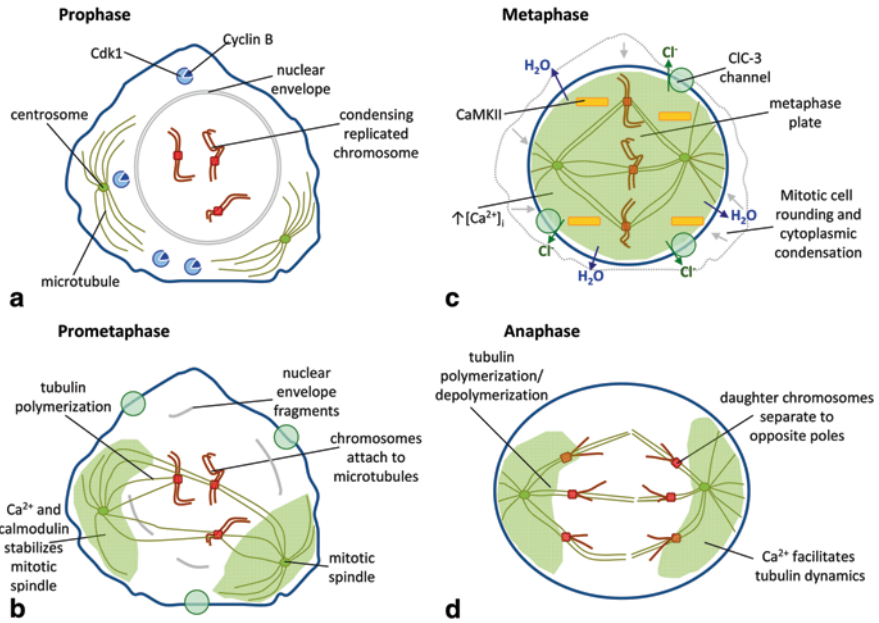 Prophase
Cyclin B
Cdk1
nuclear
envelope
centrosome
condensing
replicated
chromosome
microtubule
a
Metaphase
Cl-
H2O
ClC-3
channel
CaMKII
metaphase
plate
↑[Ca2+]i
H2O
Mitotic cell
rounding and
cytoplasmic
condensation
Cl-
H2O
Cl-
c
Prometaphase
tubulin
polymerization
nuclear
envelope
fragments
chromosomes
attach to
microtubules
Ca2+ and
calmodulin
stabilizes
mitotic
spindle
mitotic
spindle
b
Anaphase
tubulin
polymerization/
depolymerization
daughter chromosomes
separate to
opposite poles
Ca2+ facilitates
tubulin dynamics
d